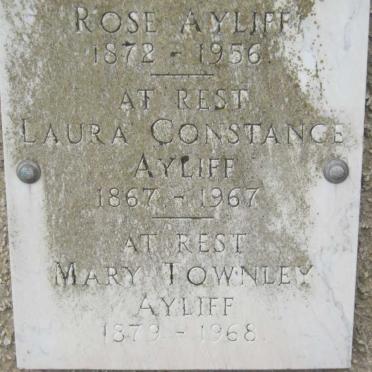 ROSE AYLIFF
1872 - 1956.
AT REST
LAURA CONSTANCE
AYLIFF
1867 - 1967
AT REST
MARY TOWNLEY
AYLIFF
1879 - 1968.